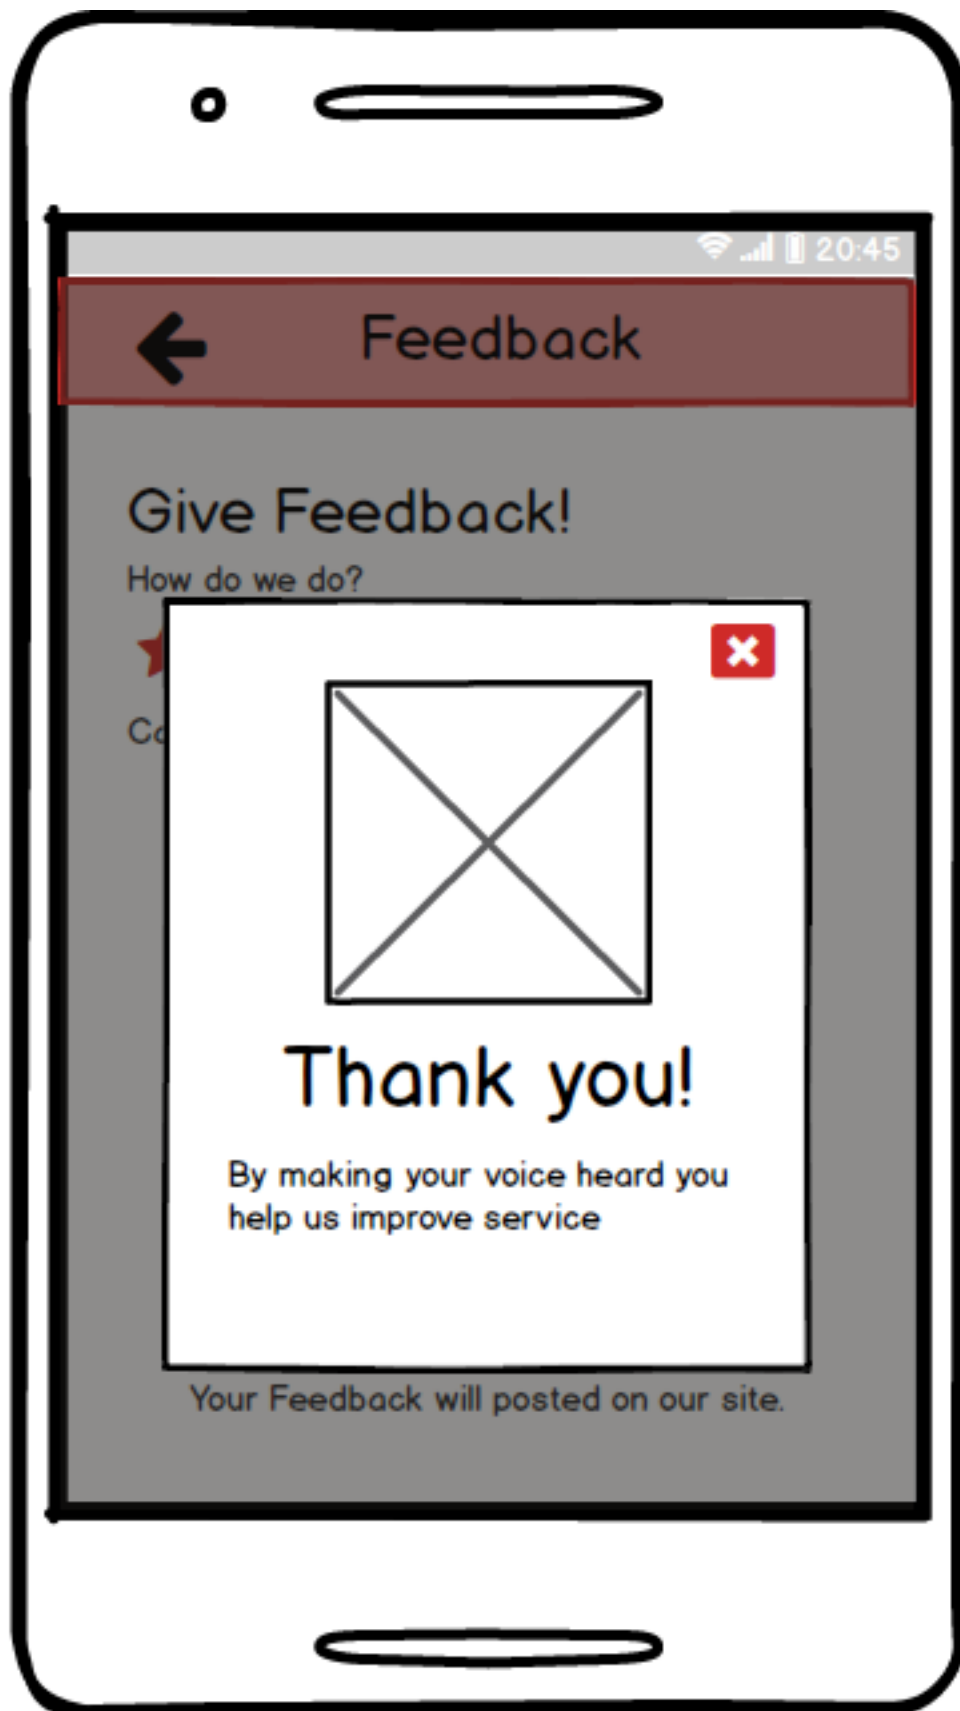 20:45
Feedback
Give Feedback!
How do we do?
Thank you!
By making your voice heard you
help us improve service
Your Feedback will posted on our site.